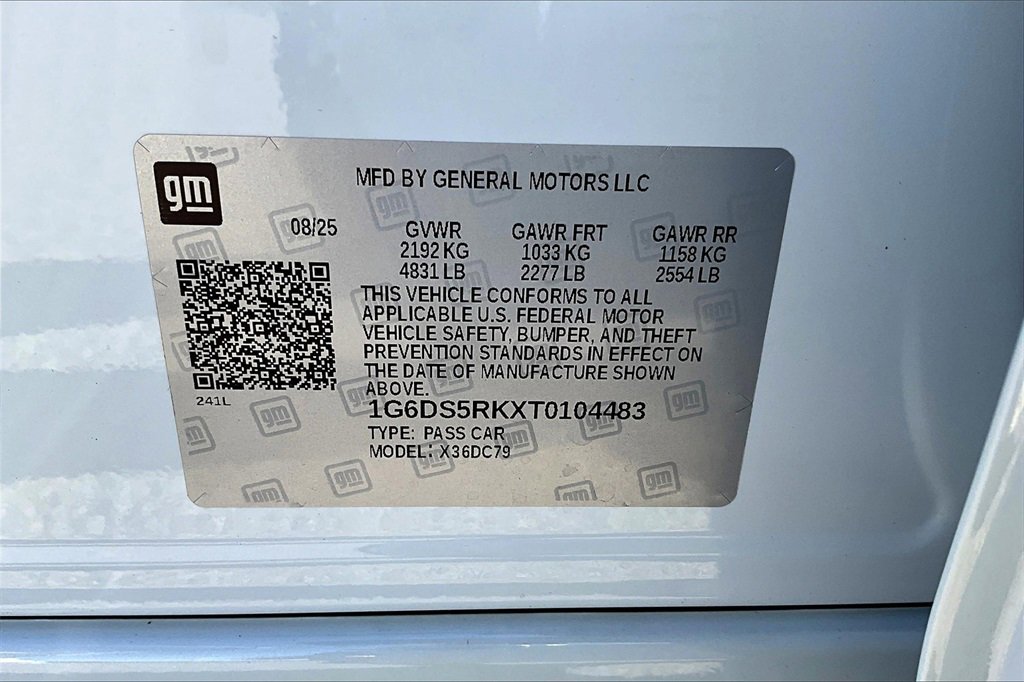 gm
MFD BY GENERAL MOTORS LLC
08/25 GVWR GAWR FRT GAWR RR
2192 KG 1033 KG 1158 KG
4831 LB 2277 LB 2554 LB
THIS VEHICLE CONFORMS TO ALL
APPLICABLE U.S. FEDERAL MOTOR
VEHICLE SAFETY, BUMPER, AND THEFT
PREVENTION STANDARDS IN EFFECT ON
THE DATE OF MANUFACTURE SHOWN
ABOVE.
241L
1G6DS5RKXT0104483
TYPE: PASS CAR
MODEL: X36DC79